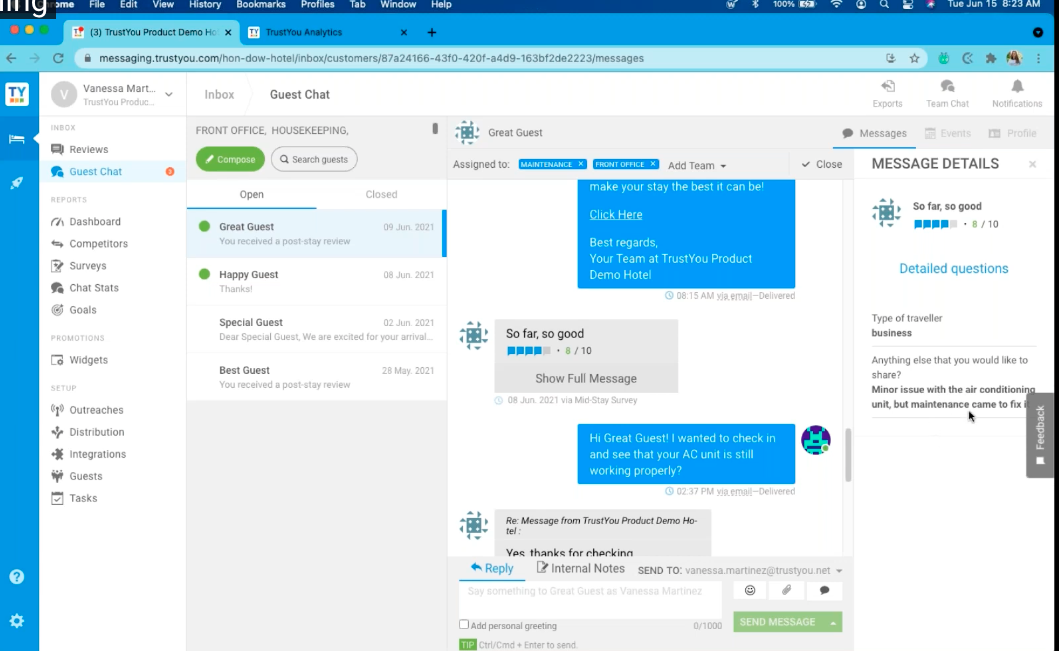 ning
Chrome File Edit View History Bookmarks Profiles Tab Window Help
100% Tue Jun 15 8:23 AM
(3) TrustYou Product Demo Ho
TrustYou Analytics
messaging.trustyou.com/hon-dow-hotel/inbox/customers/87a24166-43f0-420f-a4d9-163bf2de2223/messages
TY
V
Vanessa Mart...
TrustYou Produc...
Inbox
Guest Chat
Exports
Team Chat
Notifications
INBOX
Reviews
Guest Chat
REPORTS
Dashboard
Competitors
Surveys
Chat Stats
Goals
PROMOTIONS
Widgets
SETUP
Outreaches
Distribution
Integrations
Guests
Tasks
FRONT OFFICE, HOUSEKEEPING,
Compose
Search guests
Open
Closed
Great Guest 09 Jun. 2021
You received a post-stay review
Happy Guest 08 Jun. 2021
Thanks!
Special Guest 02 Jun. 2021
Dear Special Guest, We are excited for your arrival...
Best Guest 28 May. 2021
You received a post-stay review
Great Guest
Messages
Events
Profile
Assigned to: MAINTENANCE × FRONT OFFICE × Add Team
Close
make your stay the best it can be!
Click Here
Best regards,
Your Team at TrustYou Product
Demo Hotel
08:15 AM via email—Delivered
So far, so good
8 / 10
Show Full Message
08 Jun. 2021 via Mid-Stay Survey
Hi Great Guest! I wanted to check in
and see that your AC unit is still
working properly?
02:37 PM via email—Delivered
Re: Message from TrustYou Product Demo Ho-
tel :
Yes, thanks for checking
Reply
Internal Notes
SEND TO: vanessa.martinez@trustyou.net
Say something to Great Guest as Vanessa Martinez
Add personal greeting
0/1000
SEND MESSAGE
TIP Ctrl/Cmd + Enter to send.
MESSAGE DETAILS
So far, so good
8 / 10
Detailed questions
Type of traveller
business
Anything else that you would like to
share?
Minor issue with the air conditioning
unit, but maintenance came to fix i
Feedback